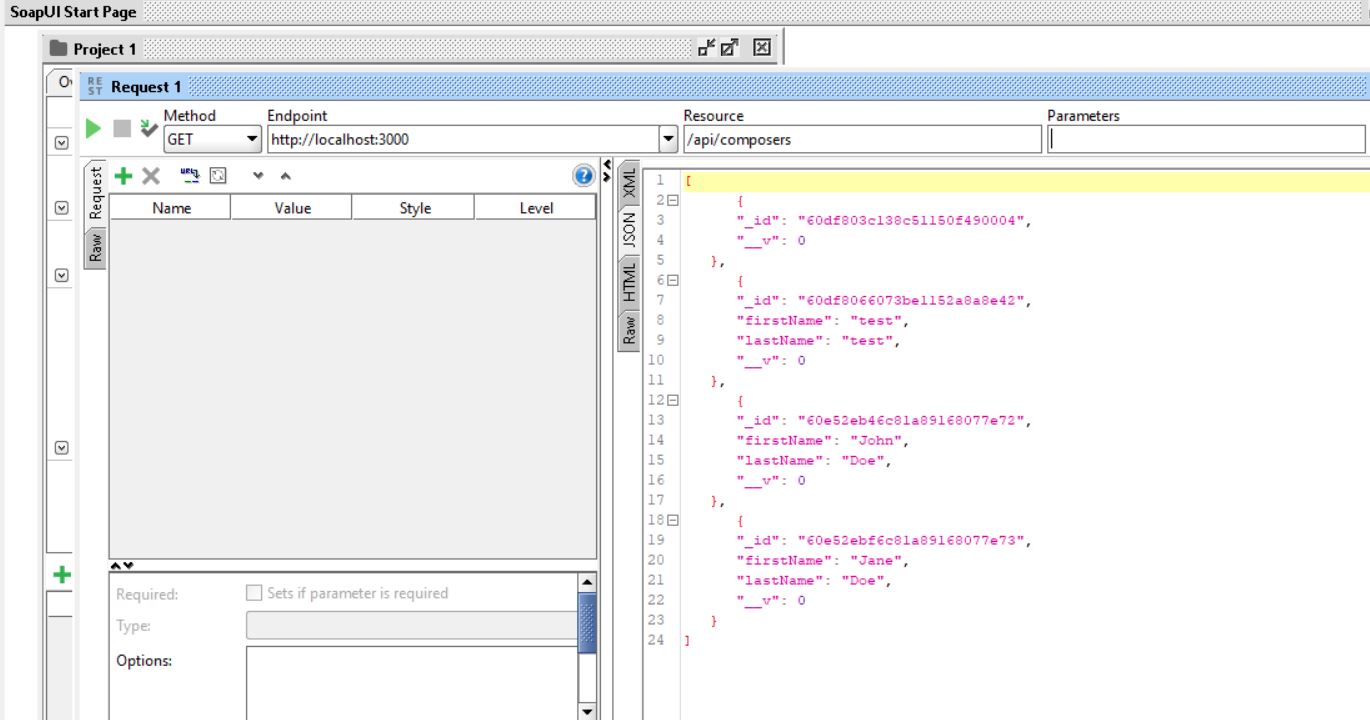 SoapUI Start Page
Project 1
Ov
REST Request 1
Method Endpoint Resource Parameters
GET http://localhost:3000 /api/composers
Request
Raw
Name Value Style Level
Required: Sets if parameter is required
Type:
Options:
XML
JSON
HTML
Raw
1 [
2 {
3 "_id": "60df803c138c51150f490004",
4 "__v": 0
5 },
6 {
7 "_id": "60df8066073be1152a8a8e42",
8 "firstName": "test",
9 "lastName": "test",
10 "__v": 0
11 },
12 {
13 "_id": "60e52eb46c81a89168077e72",
14 "firstName": "John",
15 "lastName": "Doe",
16 "__v": 0
17 },
18 {
19 "_id": "60e52ebf6c81a89168077e73",
20 "firstName": "Jane",
21 "lastName": "Doe",
22 "__v": 0
23 }
24 ]